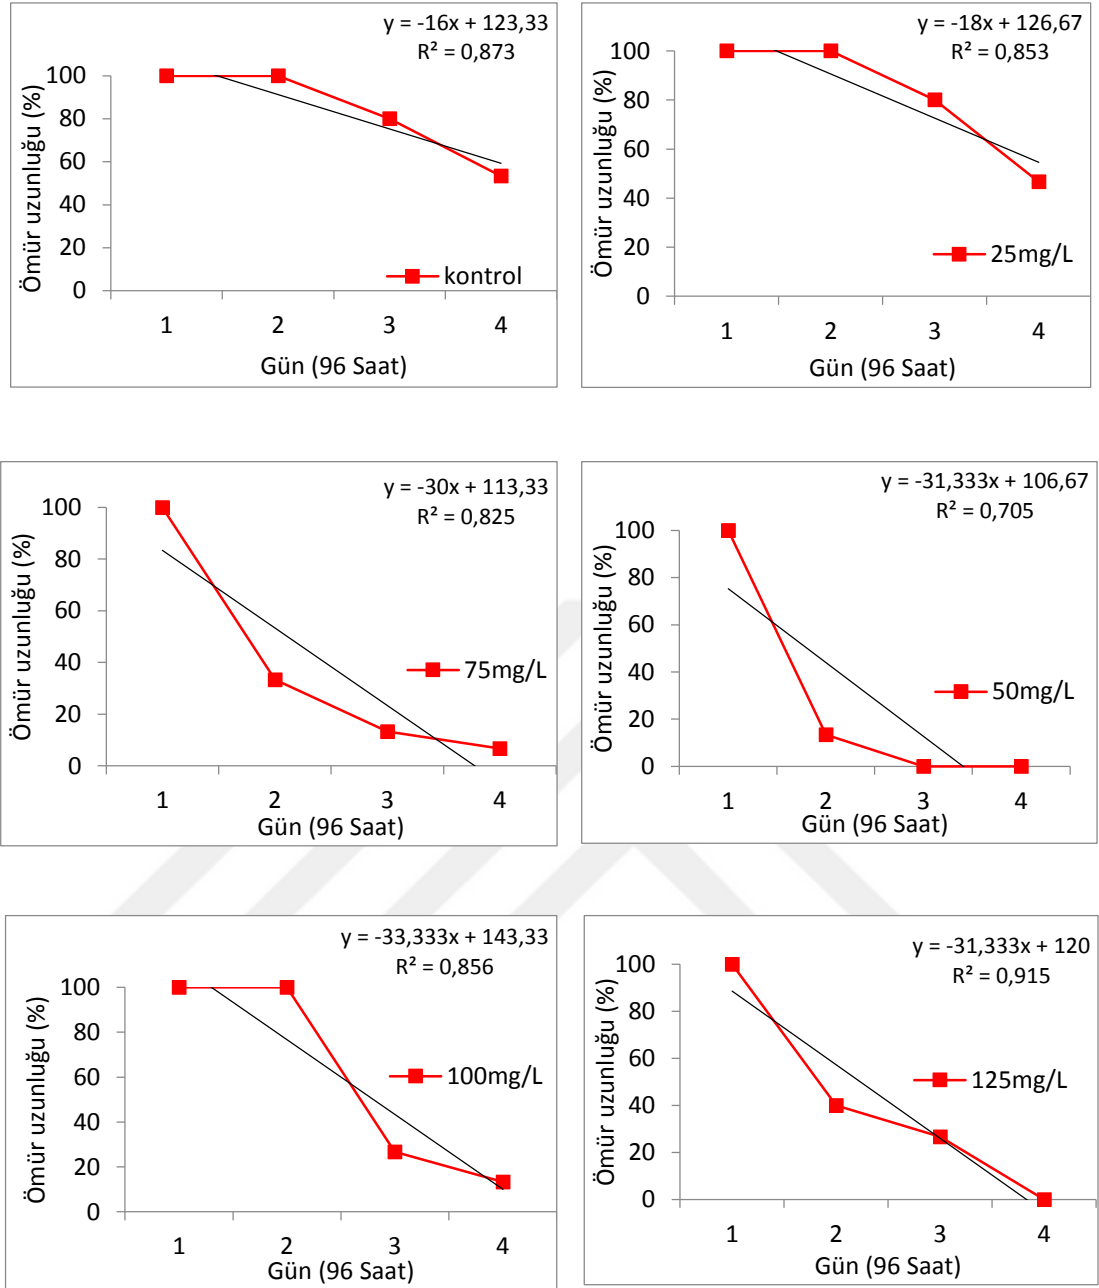 y = -16x + 123,33
R² = 0,873
100
80
60
40
20
0
Ömür uzunluğu (%)
kontrol
1 2 3 4
Gün (96 Saat)
y = -18x + 126,67
R² = 0,853
100
80
60
40
20
0
Ömür uzunluğu (%)
25mg/L
1 2 3 4
Gün (96 Saat)
y = -30x + 113,33
R² = 0,825
100
80
60
40
20
0
Ömür uzunluğu (%)
75mg/L
1 2 3 4
Gün (96 Saat)
y = -31,333x + 106,67
R² = 0,705
100
80
60
40
20
0
Ömür uzunluğu (%)
50mg/L
1 2 3 4
Gün (96 Saat)
y = -33,333x + 143,33
R² = 0,856
100
80
60
40
20
0
Ömür uzunluğu (%)
100mg/L
1 2 3 4
Gün (96 Saat)
y = -31,333x + 120
R² = 0,915
100
80
60
40
20
0
Ömür uzunluğu (%)
125mg/L
1 2 3 4
Gün (96 Saat)